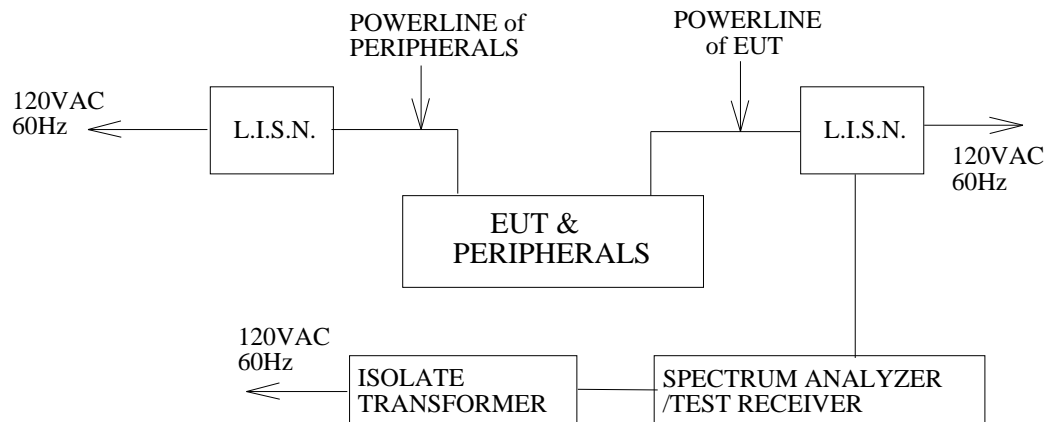 POWERLINE of
PERIPHERALS
POWERLINE
of EUT
120VAC
60Hz
L.I.S.N.
L.I.S.N.
120VAC
60Hz
EUT &
PERIPHERALS
120VAC
60Hz
ISOLATE
TRANSFORMER
SPECTRUM ANALYZER
/TEST RECEIVER